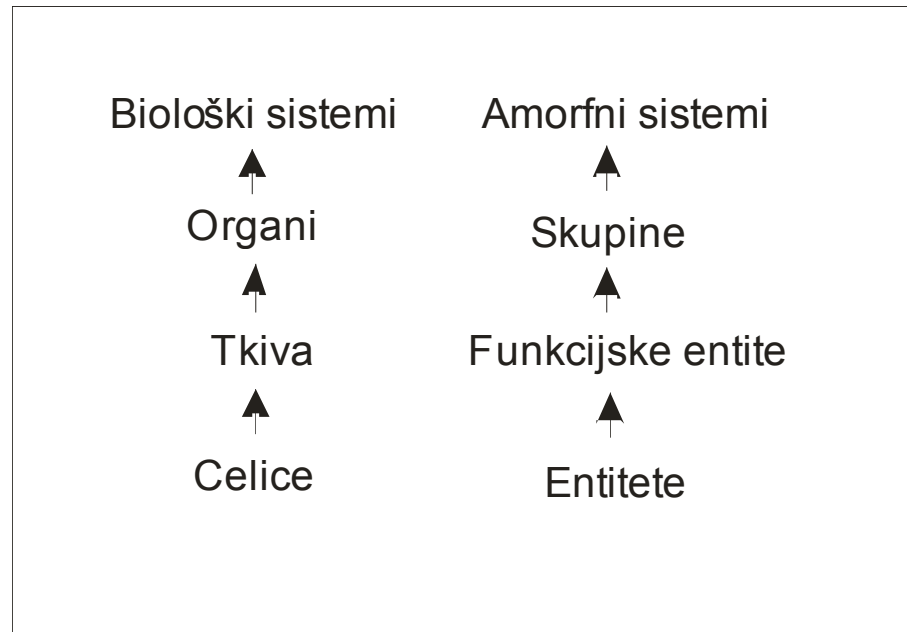 Biološki sistemi
Organi
Tkiva
Celice
Amorfni sistemi
Skupine
Funkcijske entite
Entitete